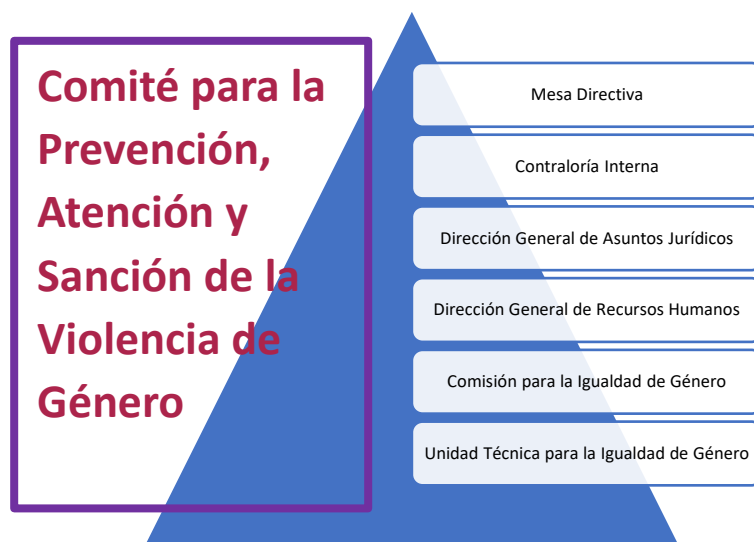 Comité para la
Prevención,
Atención y
Sanción de la
Violencia de
Género
Mesa Directiva
Contraloría Interna
Dirección General de Asuntos Jurídicos
Dirección General de Recursos Humanos
Comisión para la Igualdad de Género
Unidad Técnica para la Igualdad de Género